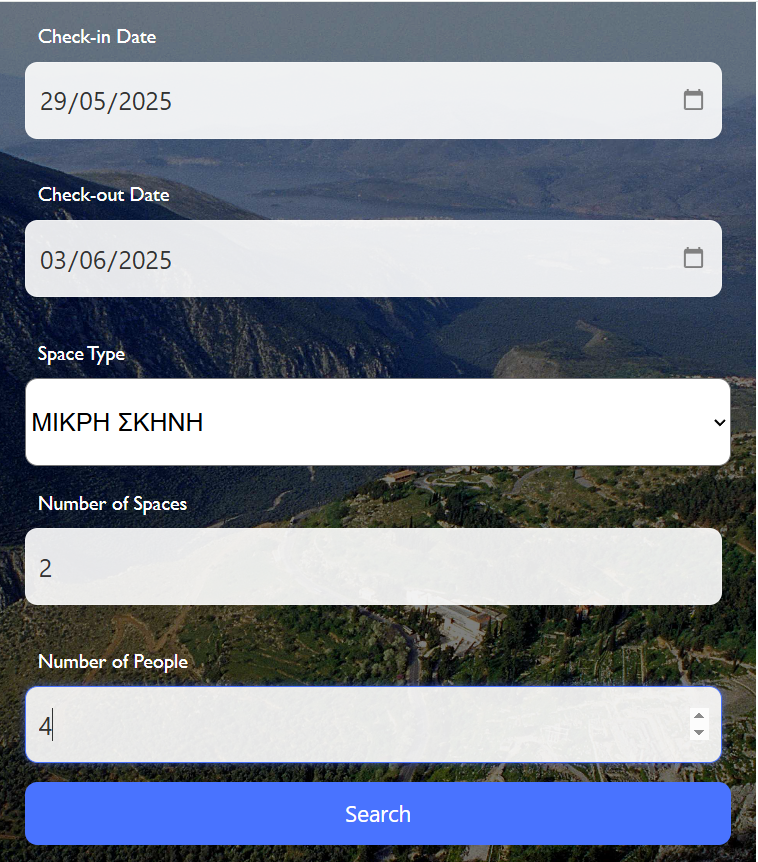 Check-in Date
29/05/2025
Check-out Date
03/06/2025
Space Type
ΜΙΚΡΗ ΣΚΗΝΗ
Number of Spaces
2
Number of People
4
Search